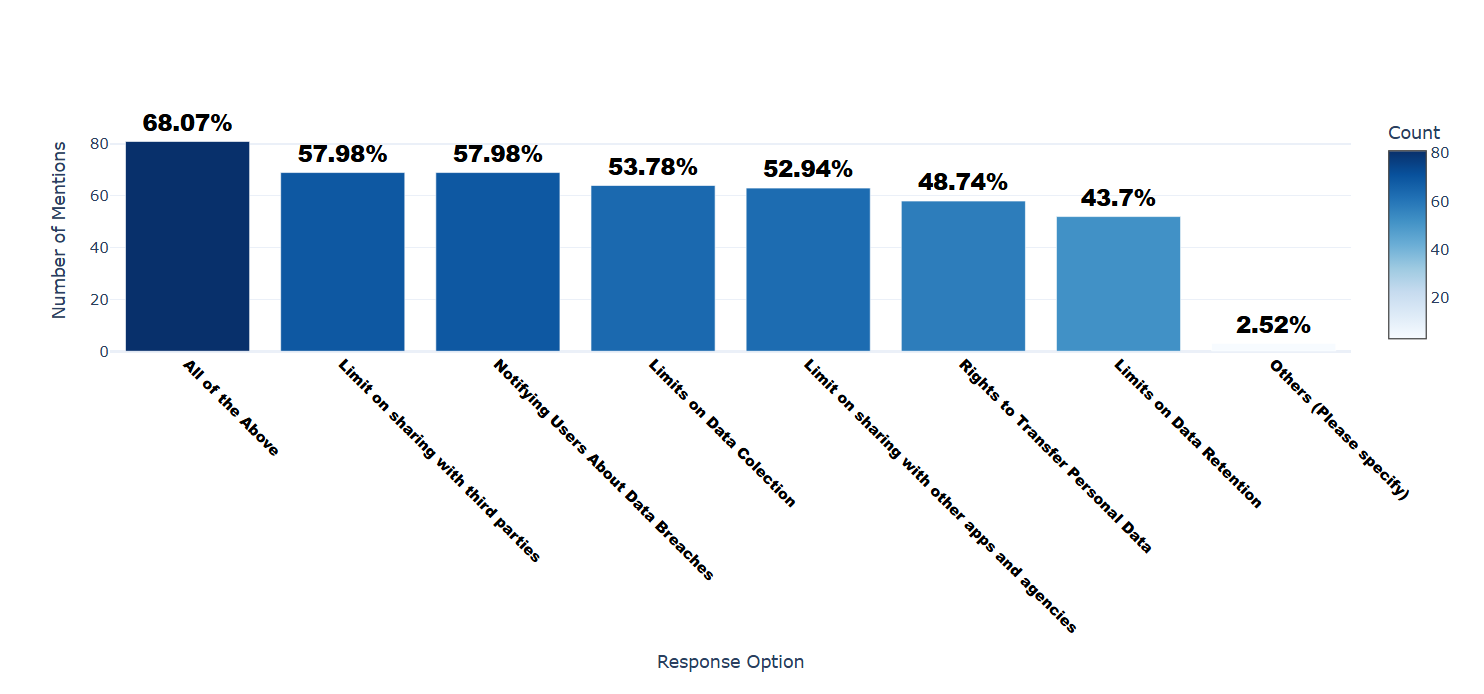 68.07%
57.98%
57.98%
53.78%
52.94%
48.74%
43.7%
2.52%
Number of Mentions
80
60
40
20
0
All of the Above
Limit on sharing with third parties
Notifying Users About Data Breaches
Limits on Data Colection
Limit on sharing with other apps and agencies
Rights to Transfer Personal Data
Limits on Data Retention
Others (Please specify)
Response Option
Count
80
60
40
20